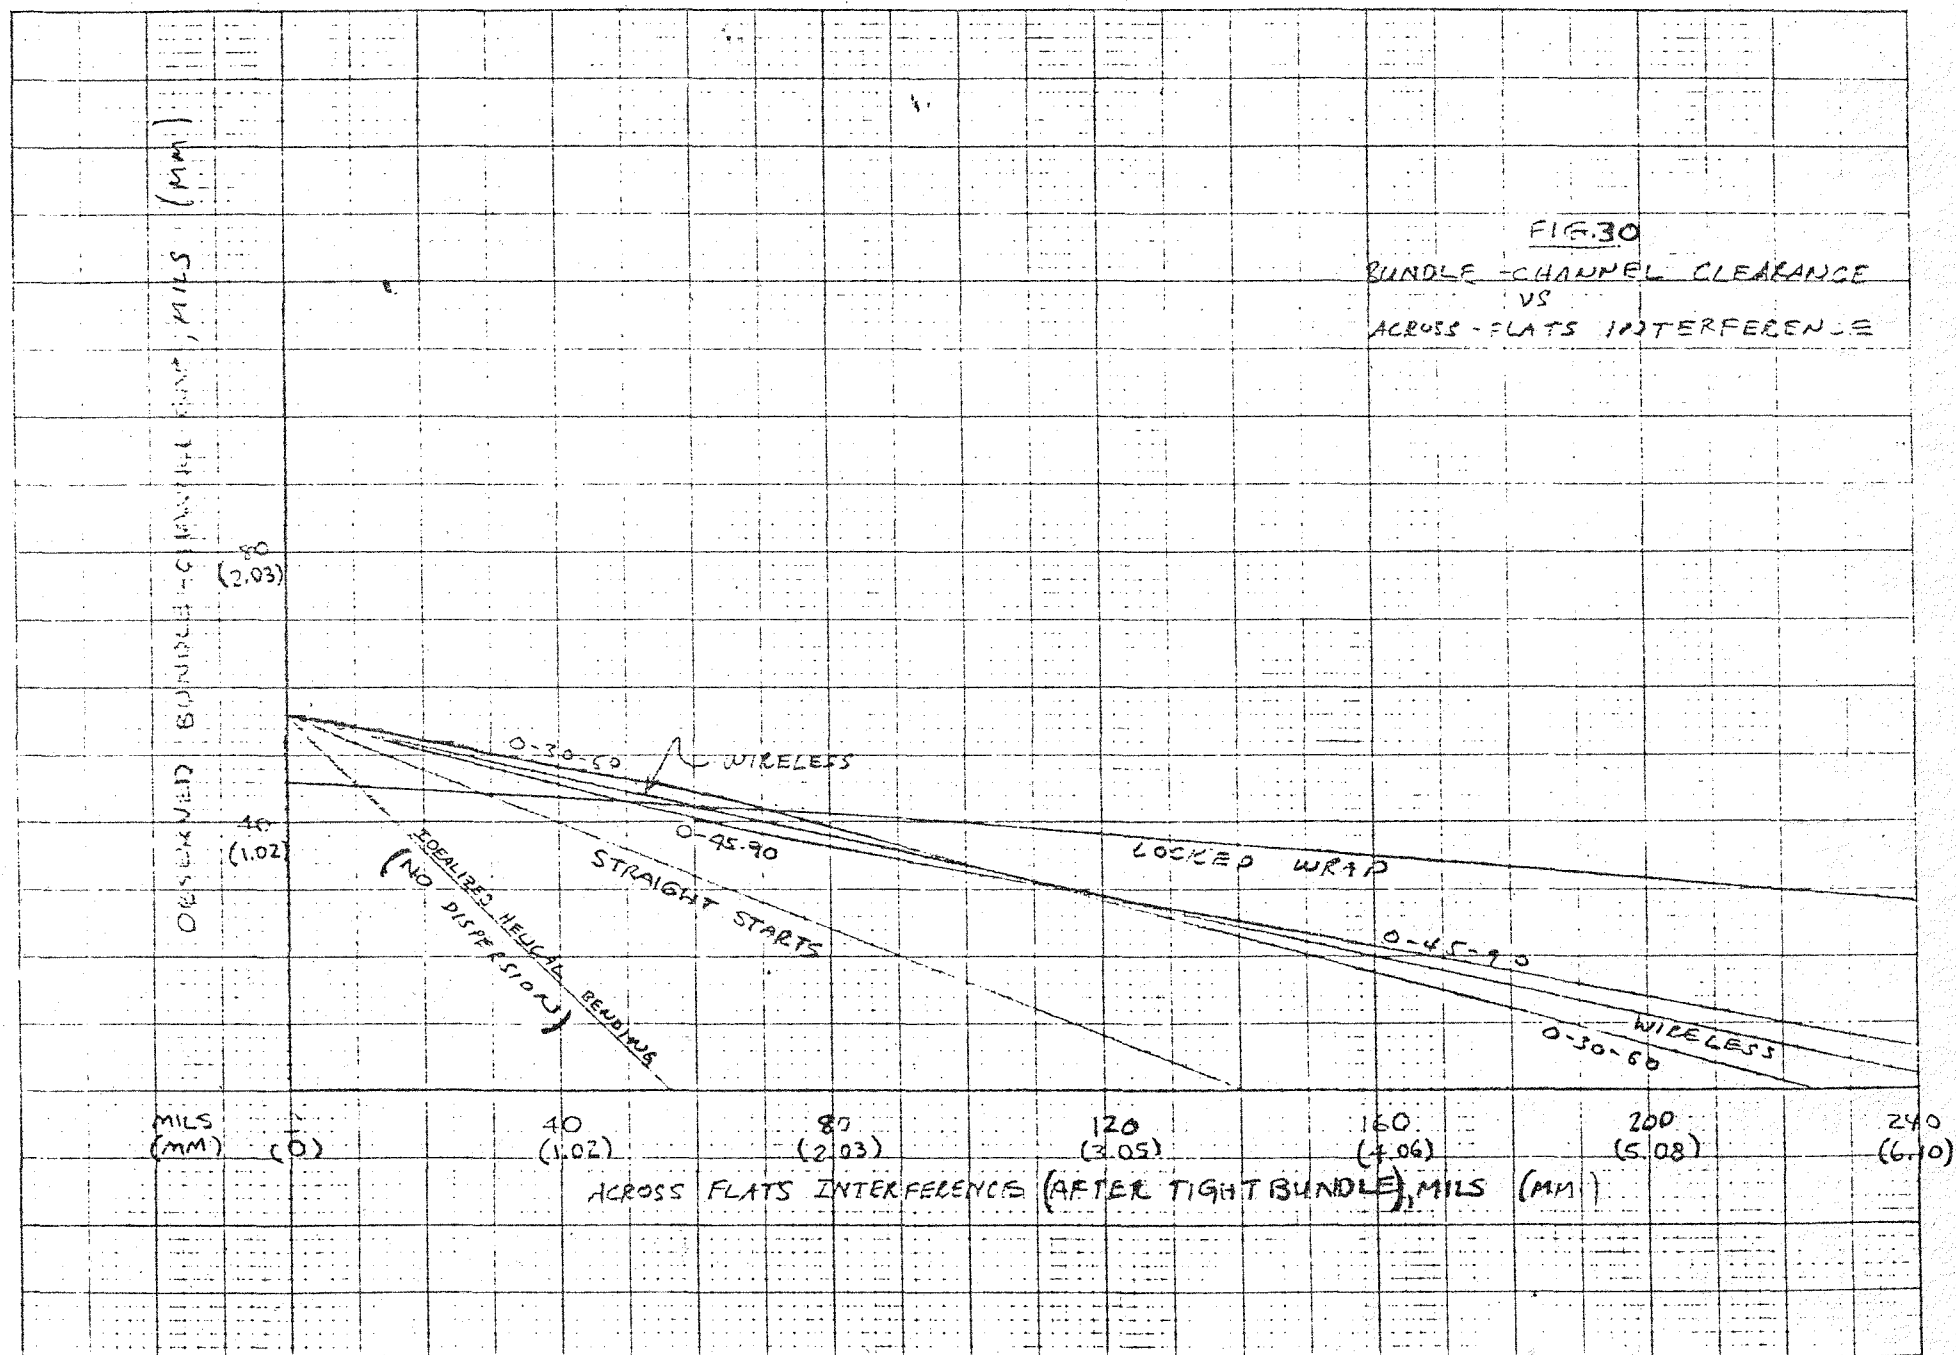 FIG.30
BUNDLE-CHANNEL CLEARANCE
VS
ACROSS-FLATS INTERFERENCE
BUNDLE-CHANNEL
, MILS (MM)
80
(2.03)
40
(1.02)
0-30-60
WIRELESS
0-45-90
STRAIGHT STARTS
IDEALIZED HELICAL BENDING
(NO DISPERSION)
LOCKED WRAP
0-45-90
WIRELESS
0-30-60
MILS
(MM)
(0)
40
(1.02)
80
(2.03)
120
(3.05)
160
(4.06)
200
(5.08)
240
(6.10)
ACROSS FLATS INTERFERENCE (AFTER TIGHT BUNDLE), MILS (MM)